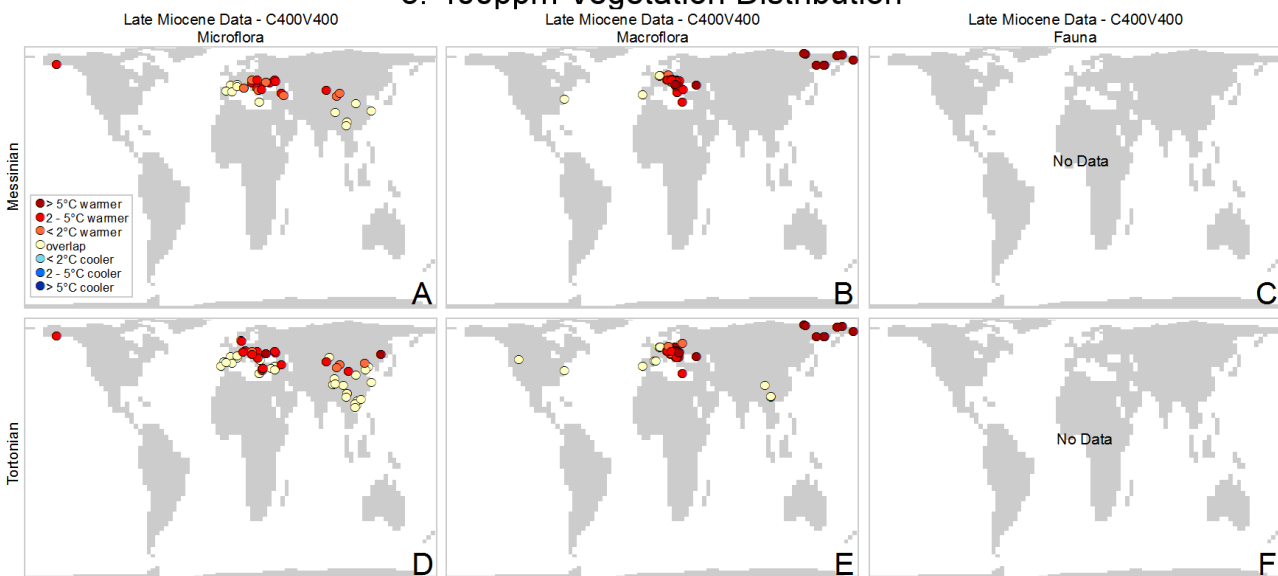 Late Miocene Data - C400V400
Microflora
Late Miocene Data - C400V400
Macroflora
Late Miocene Data - C400V400
Fauna
Messinian
> 5°C warmer
2 - 5°C warmer
< 2°C warmer
overlap
< 2°C cooler
2 - 5°C cooler
> 5°C cooler
A
B
No Data
C
Tortonian
D
E
No Data
F